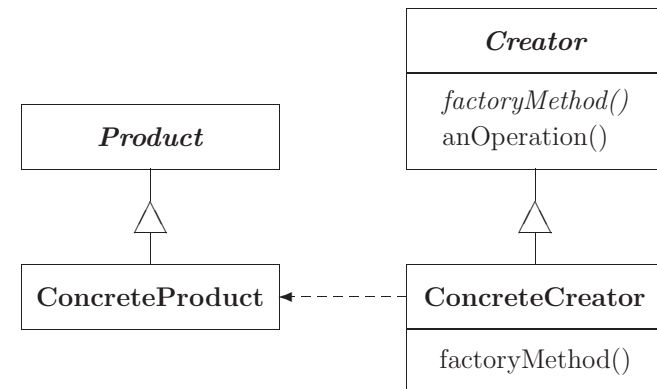 Creator
factoryMethod()
anOperation()
Product
ConcreteProduct
ConcreteCreator
factoryMethod()